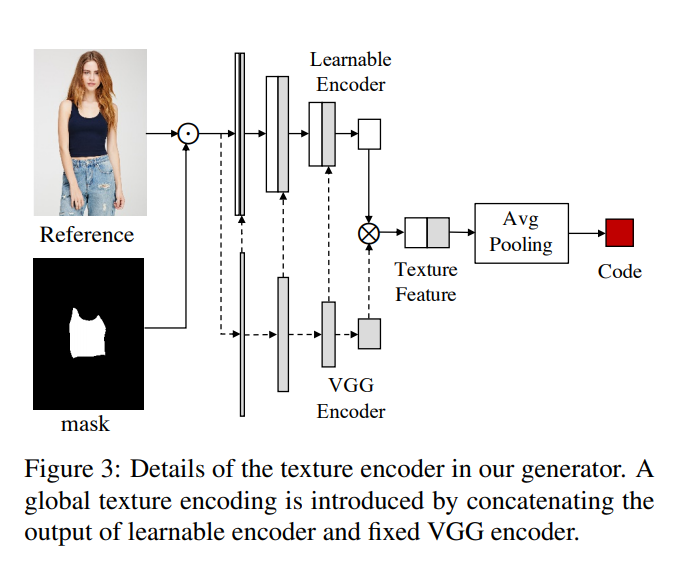 Learnable
Encoder
Reference
Avg
Pooling
Texture
Feature
Code
VGG
Encoder
mask
Figure 3: Details of the texture encoder in our generator. A
global texture encoding is introduced by concatenating the
output of learnable encoder and fixed VGG encoder.